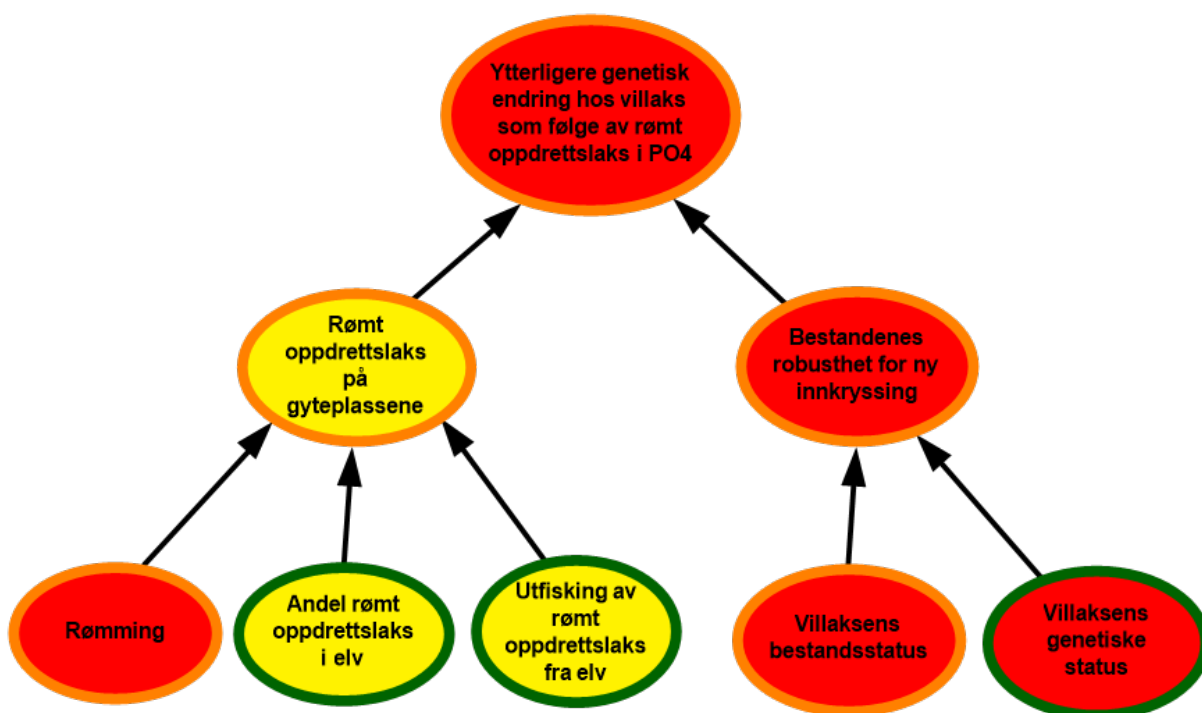 Ytterligere genetisk
endring hos villaks
som følge av rømt
oppdrettslaks i PO4
Rømt
oppdrettslaks
på
gyteplassene
Bestandenes
robusthet for ny
innkryssing
Rømming
Andel rømt
oppdrettslaks
i elv
Utfisking av
rømt
oppdrettslaks
fra elv
Villaksens
bestandsstatus
Villaksens
genetiske
status